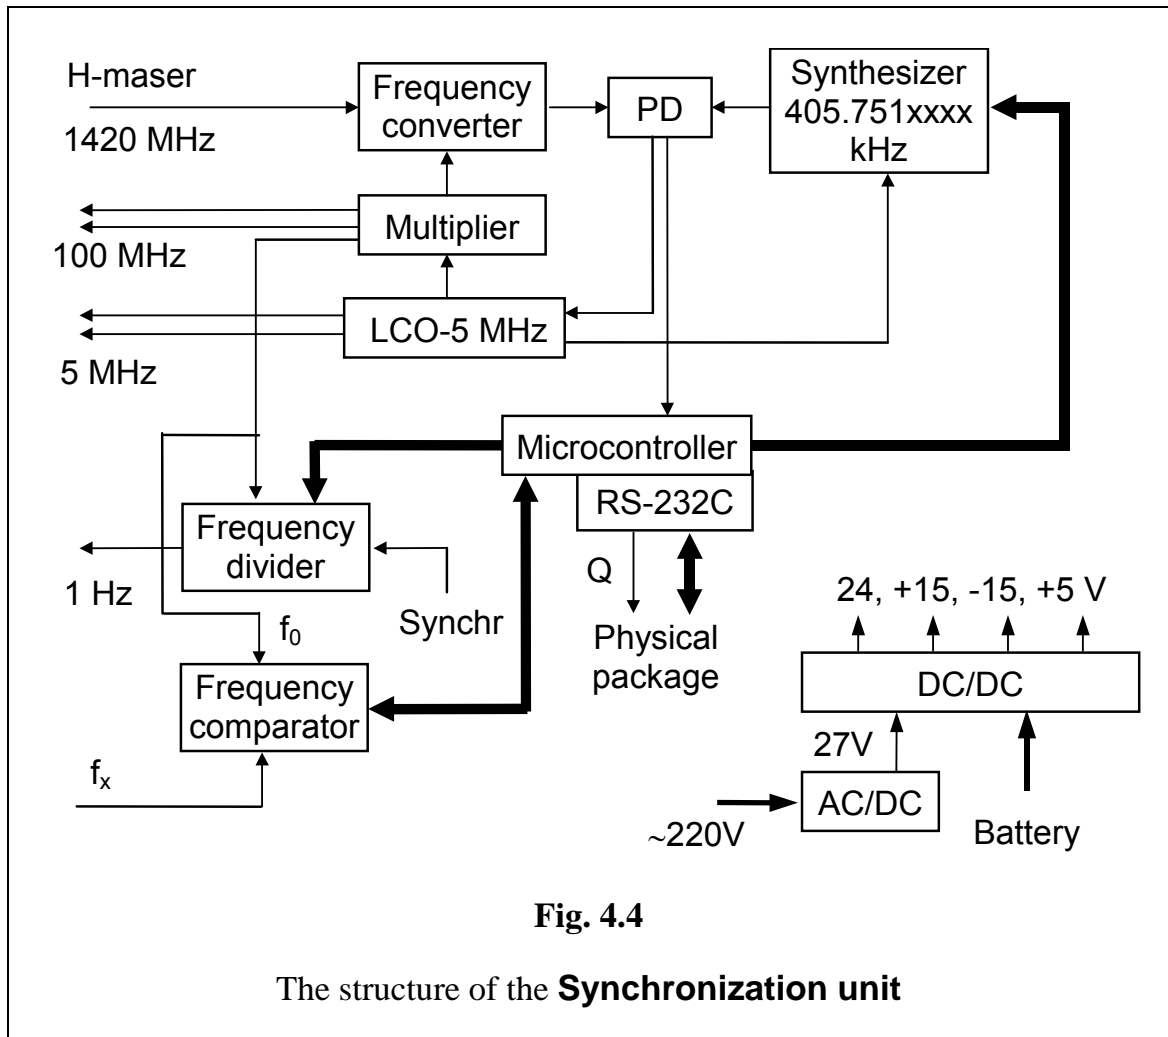 H-maser
1420 MHz
Frequency
converter
PD
Synthesizer
405.751xxxx
kHz
Multiplier
100 MHz
LCO-5 MHz
5 MHz
Microcontroller
RS-232C
Frequency
divider
1 Hz
Synchr
Q
Physical
package
f₀
Frequency
comparator
fₓ
24, +15, -15, +5 V
DC/DC
27V
AC/DC
~220V
Battery
Fig. 4.4
The structure of the Synchronization unit